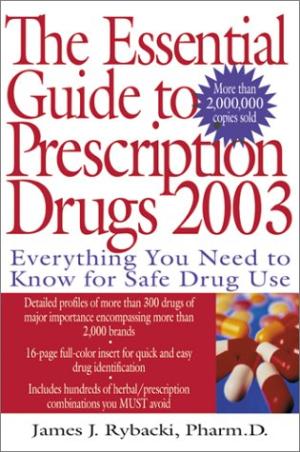 The Essential
Guide to
Prescription
Drugs 2003
More than
2,000,000
copies sold
Everything You Need to
Know for Safe Drug Use
Detailed profiles of more than 300 drugs of
major importance encompassing more than
2,000 brands
•
16-page full-color insert for quick and easy
drug identification
•
Includes hundreds of herbal/prescription
combinations you MUST avoid
James J. Rybacki, Pharm.D.